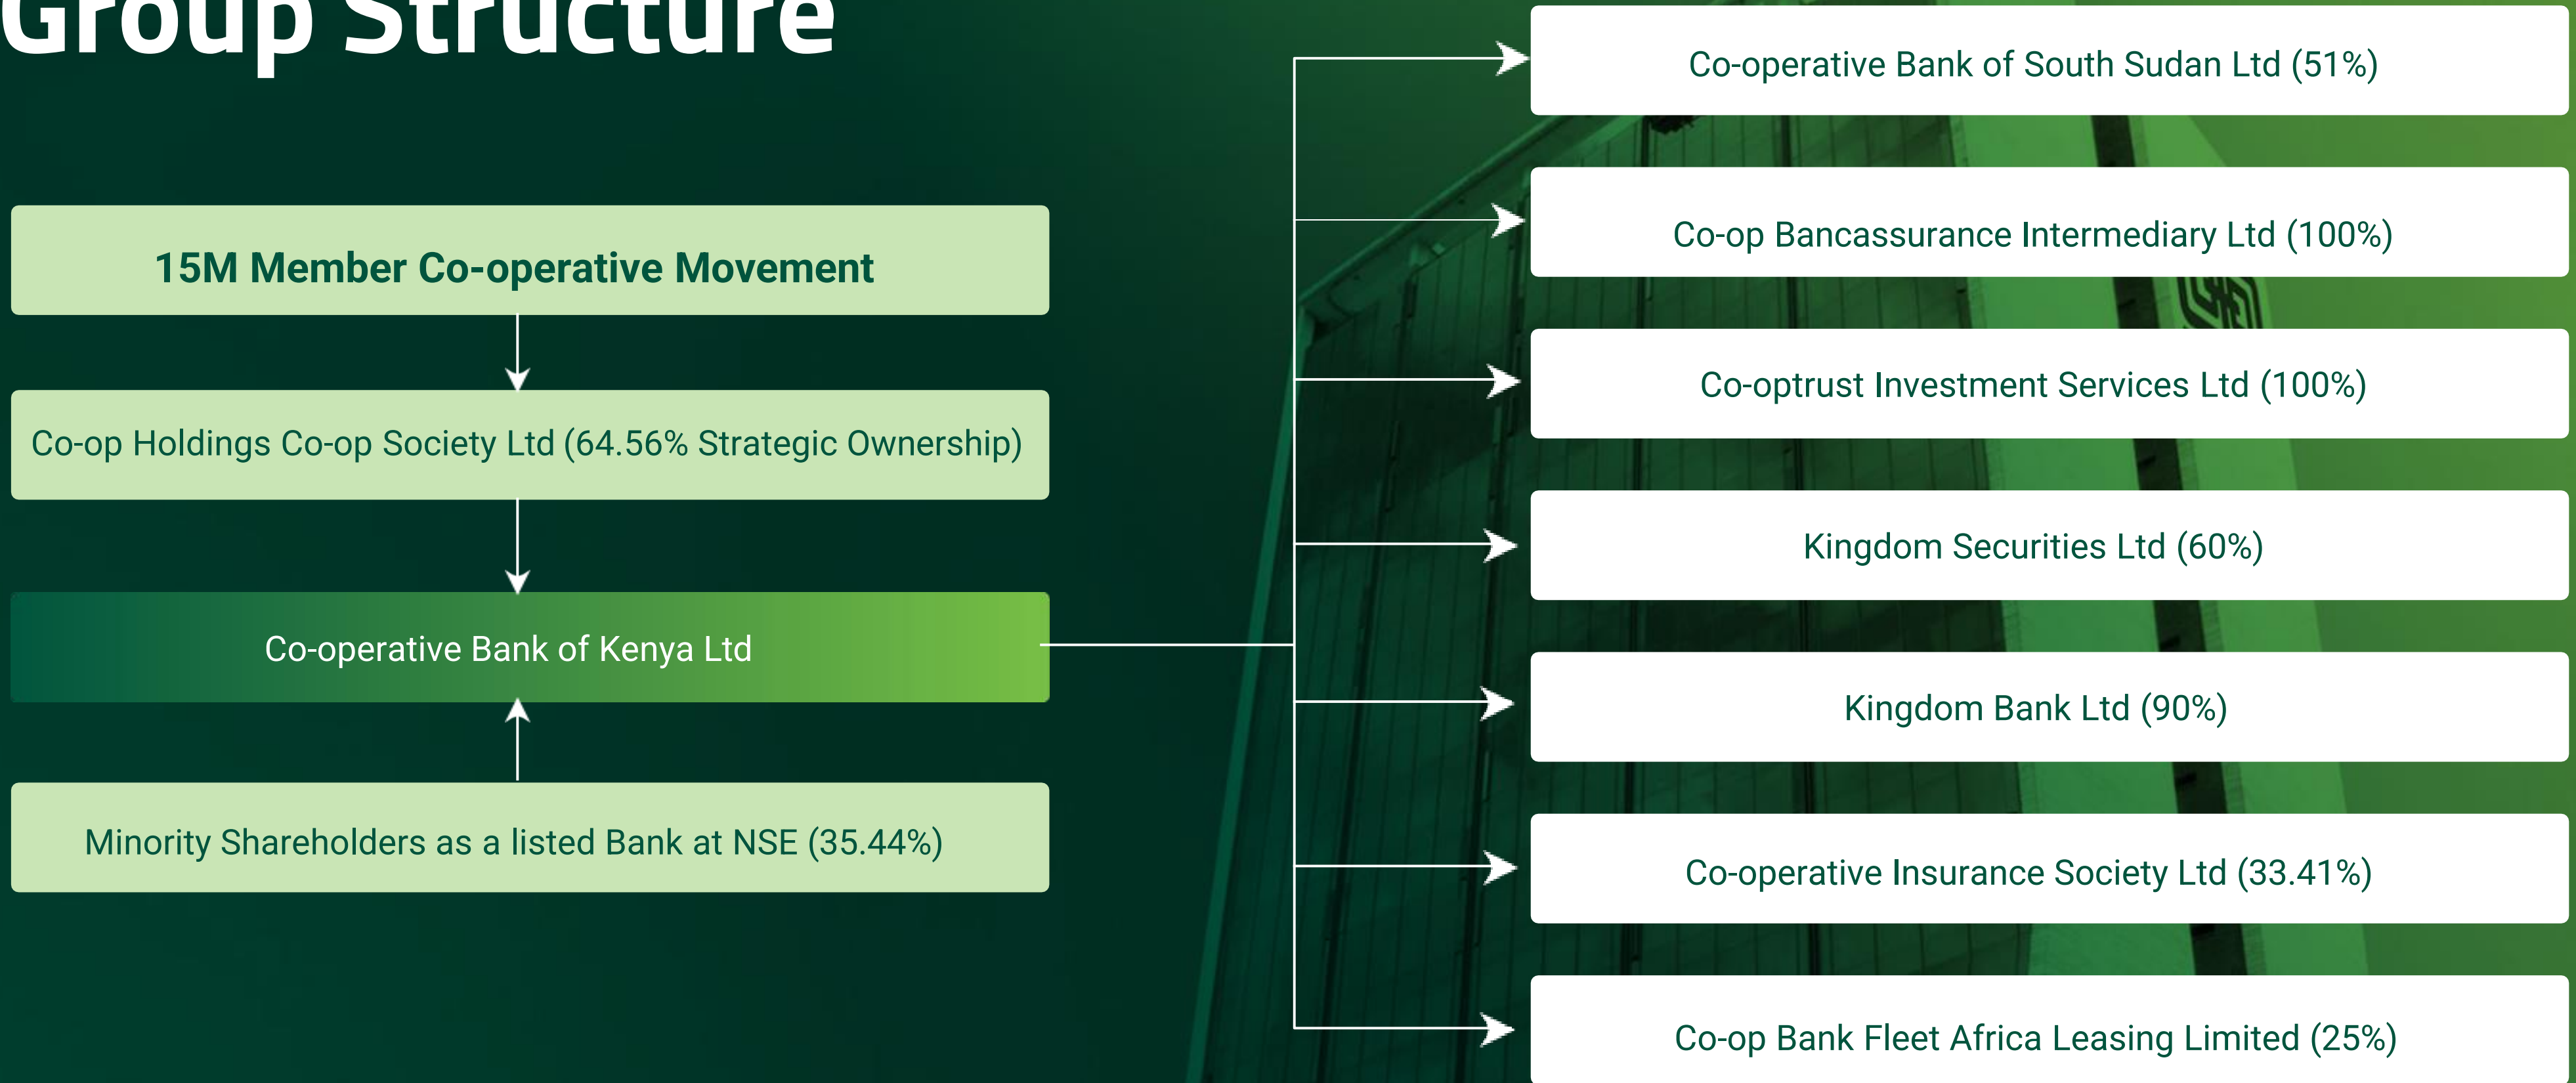 Group Structure
15M Member Co-operative Movement
Co-op Holdings Co-op Society Ltd (64.56% Strategic Ownership)
Co-operative Bank of Kenya Ltd
Minority Shareholders as a listed Bank at NSE (35.44%)
Co-operative Bank of South Sudan Ltd (51%)
Co-op Bancassurance Intermediary Ltd (100%)
Co-optrust Investment Services Ltd (100%)
Kingdom Securities Ltd (60%)
Kingdom Bank Ltd (90%)
Co-operative Insurance Society Ltd (33.41%)
Co-op Bank Fleet Africa Leasing Limited (25%)